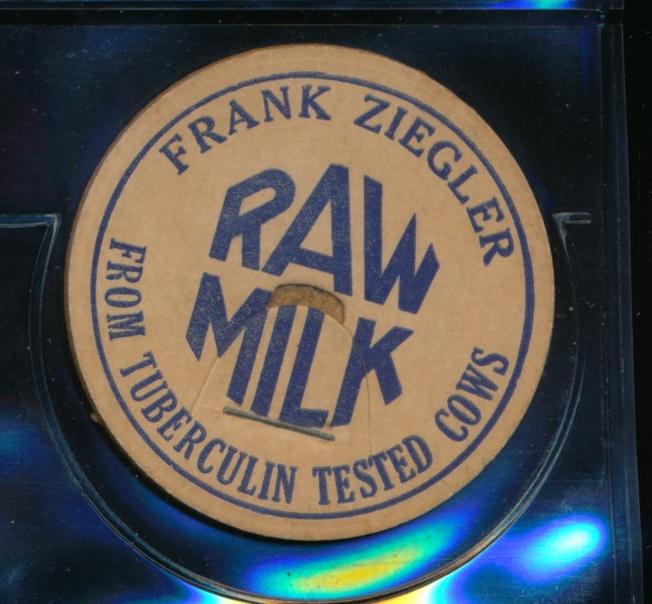 FRANK ZIEGLER
RAW
MILK
FROM TUBERCULIN TESTED COWS